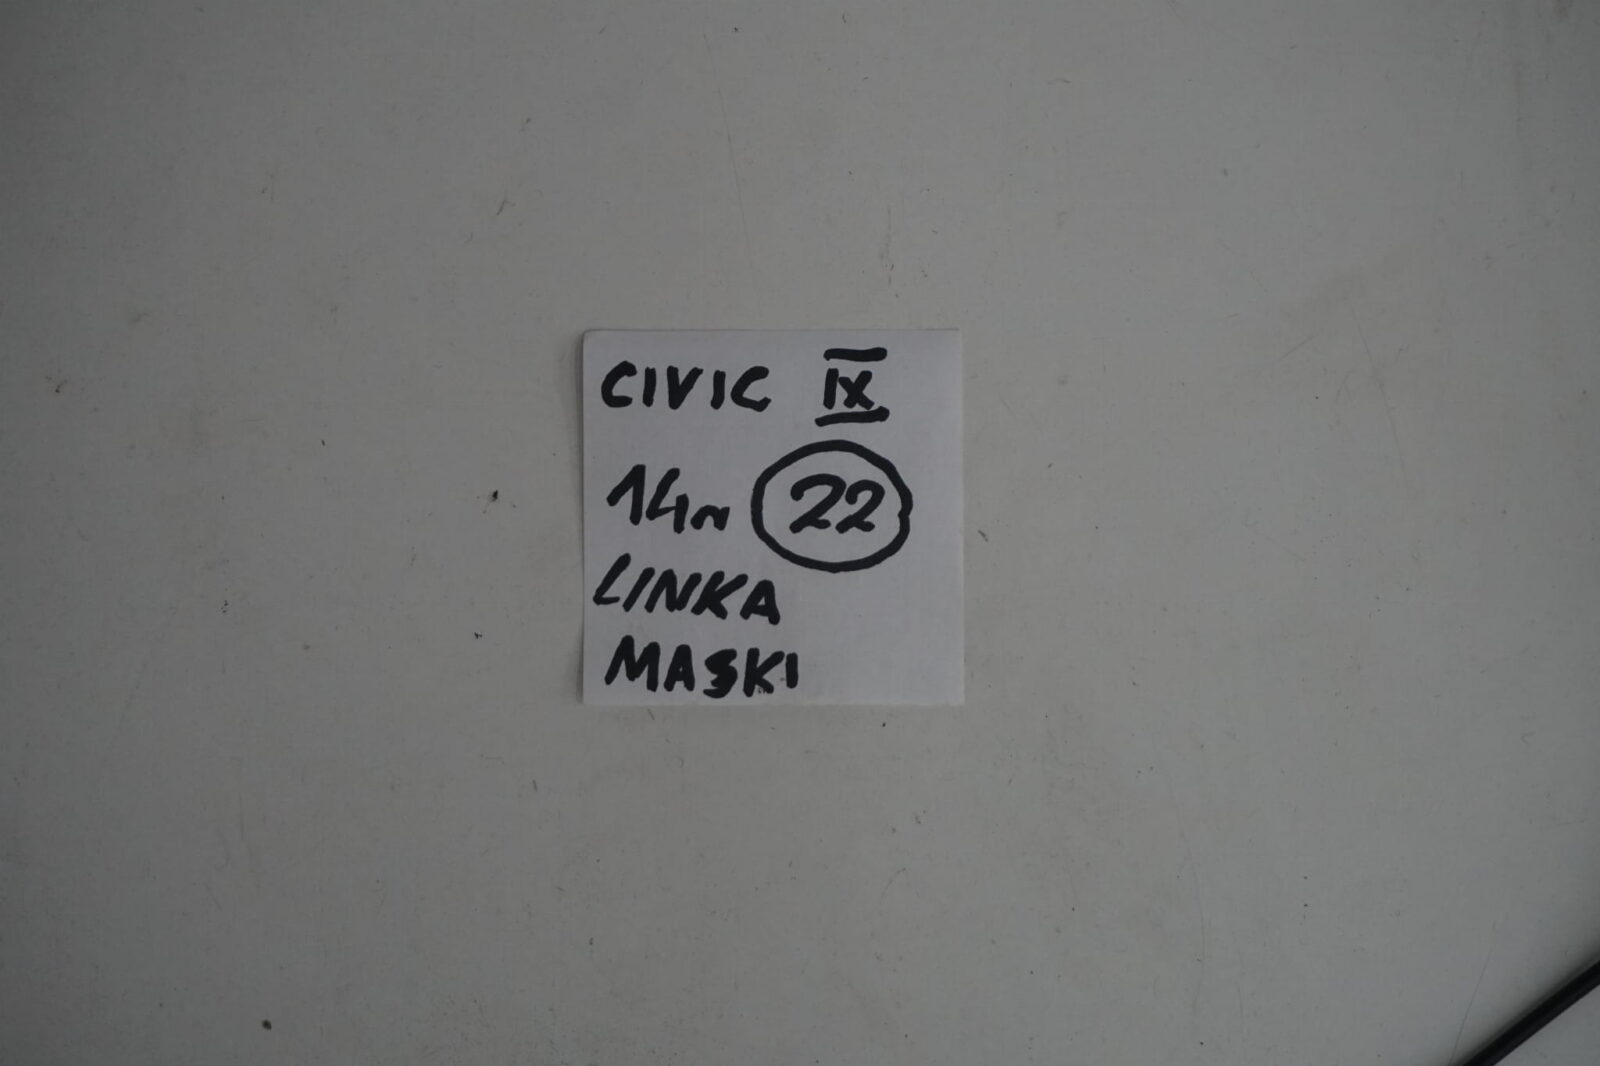 CIVIC IX
14r 22
LINKA
MASKI